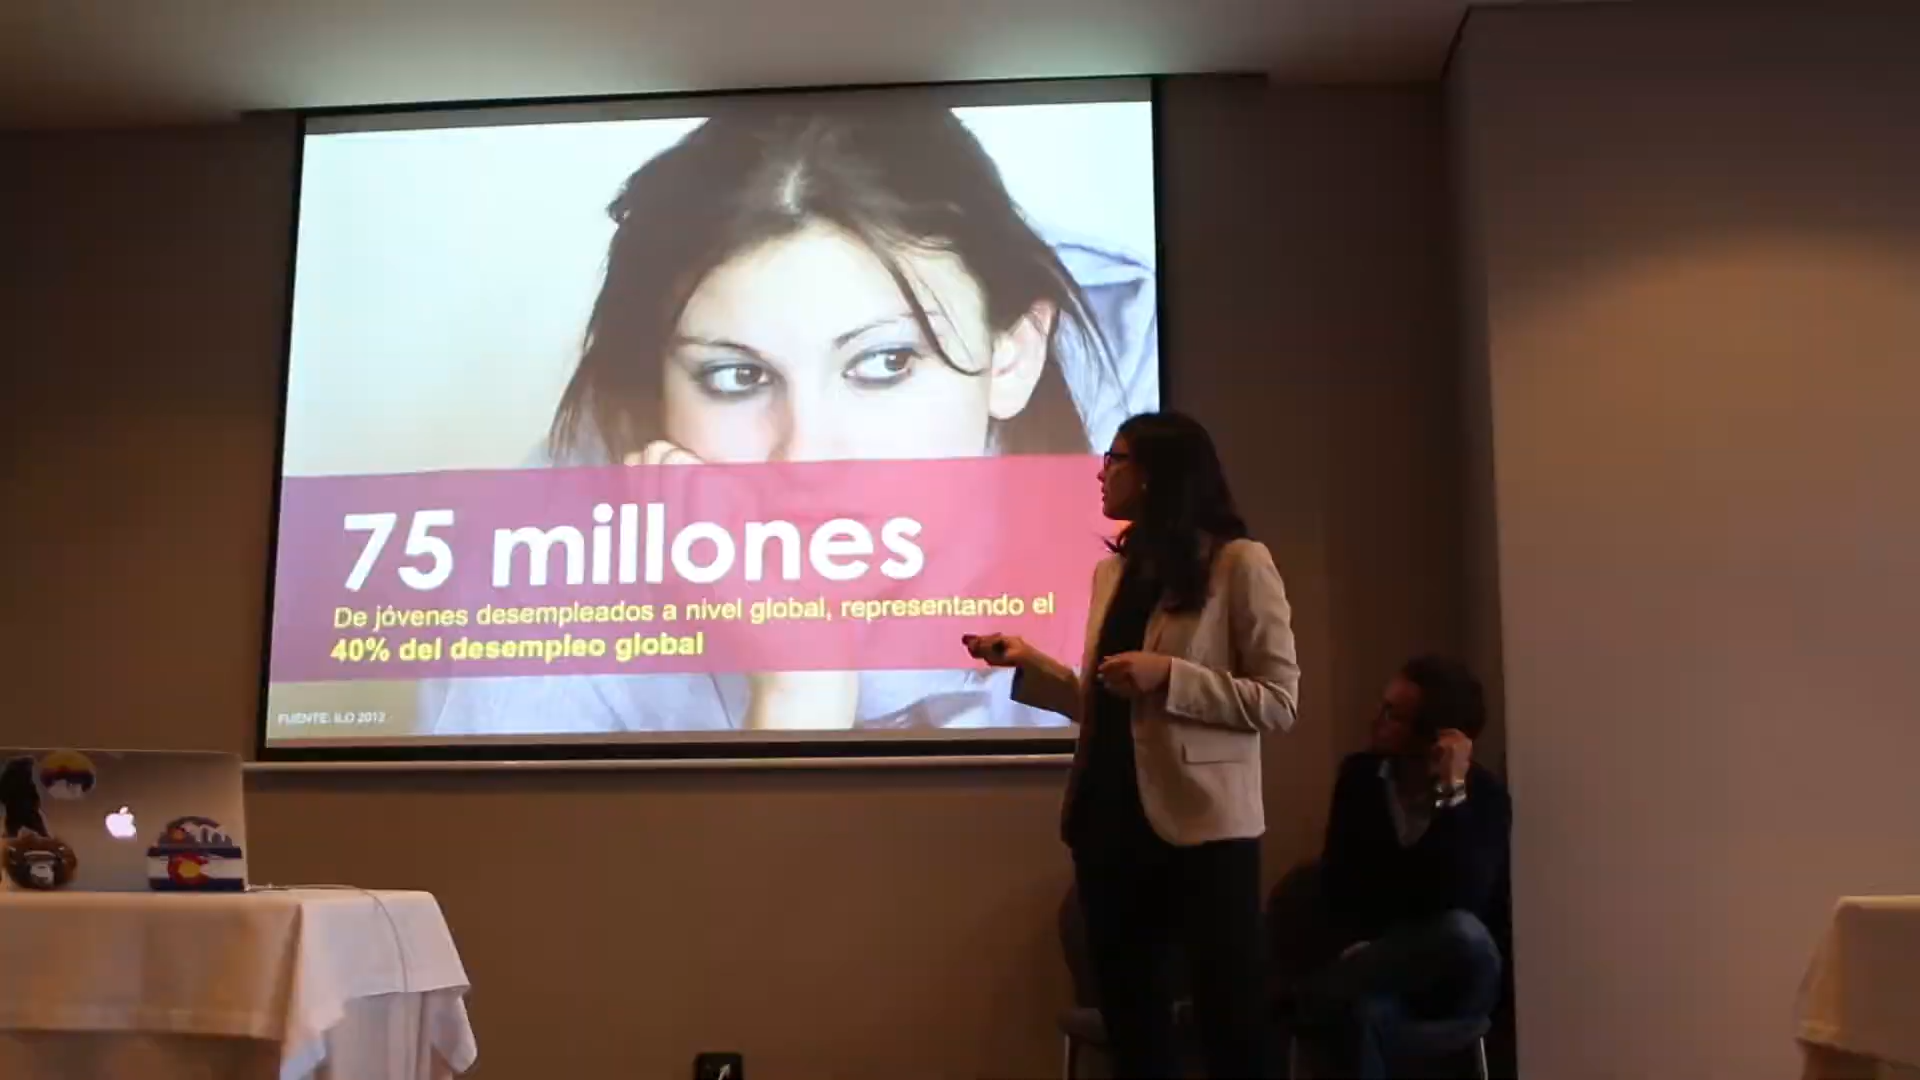 75 millones
De jóvenes desempleados a nivel global, representando el
40% del desempleo global
FUENTE: ILO 2012